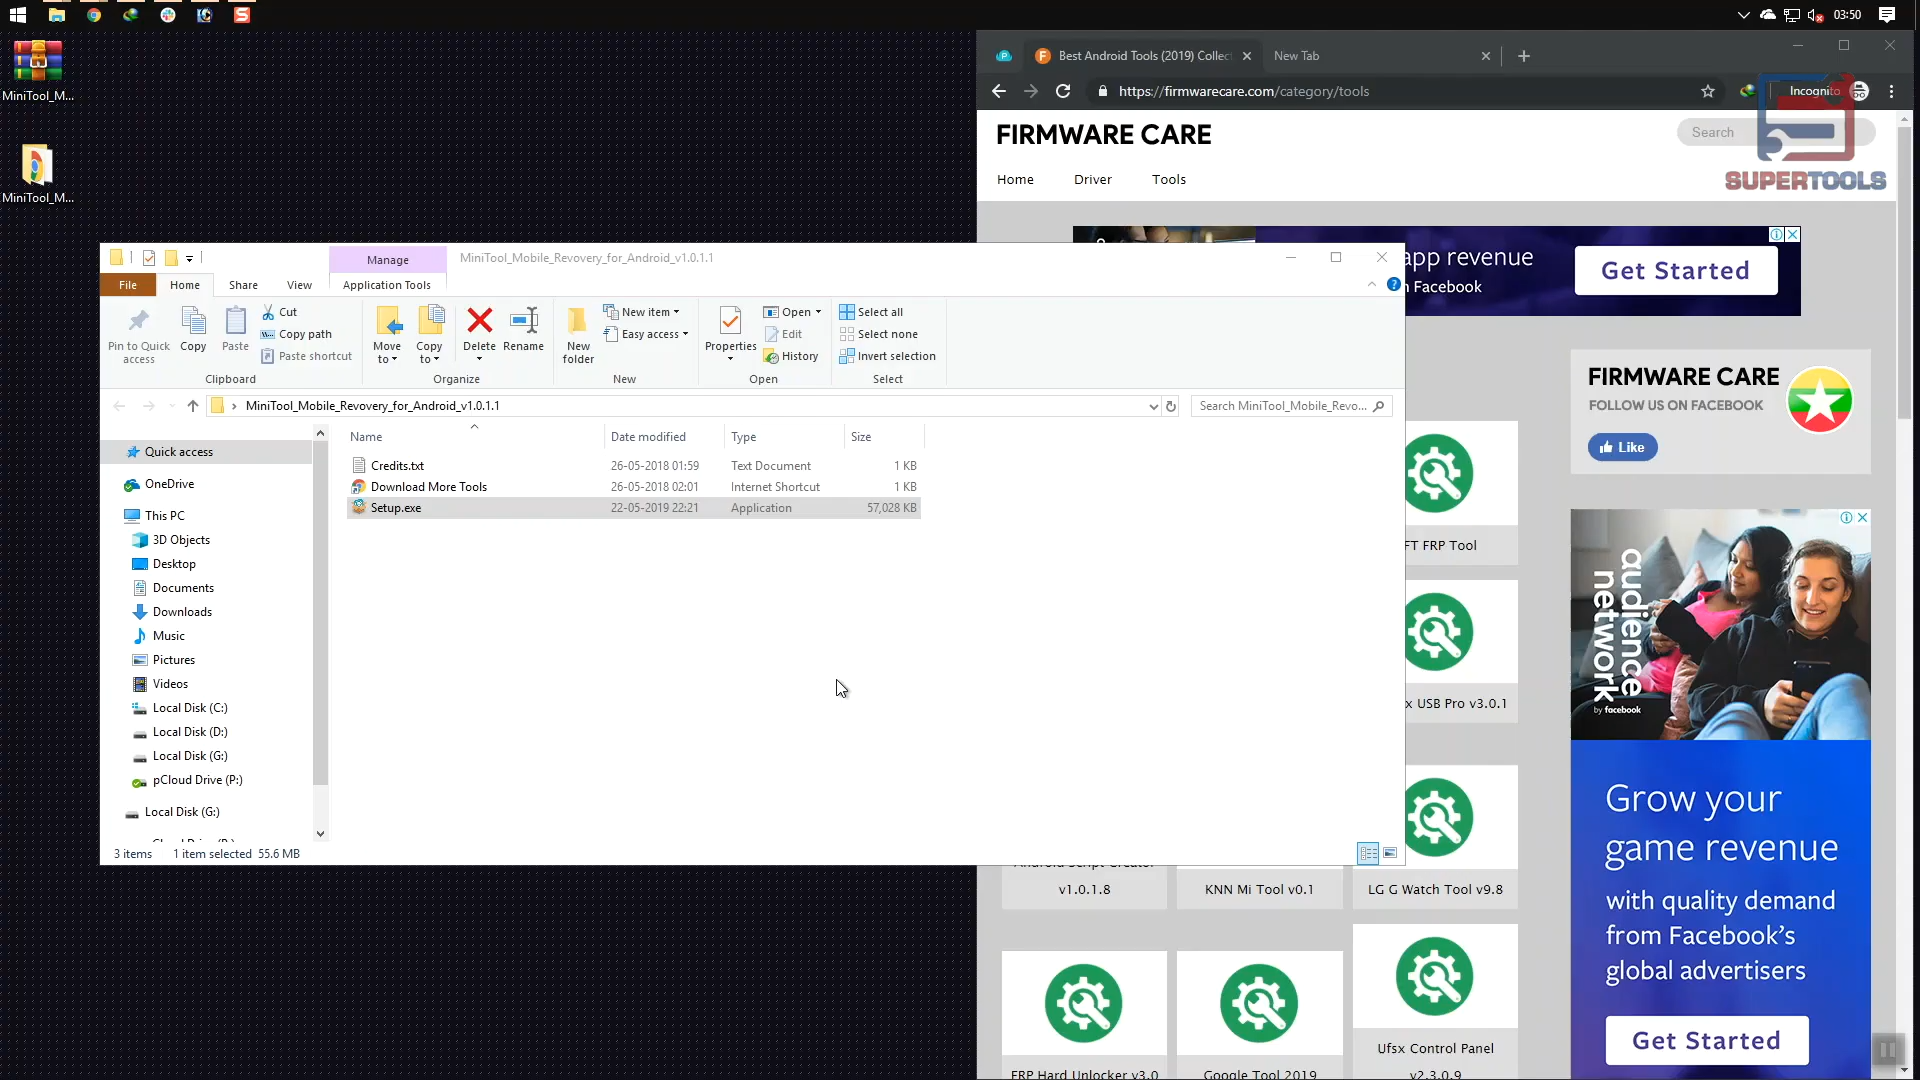 03:50
MiniTool_M...
MiniTool_M...
Best Android Tools (2019) Collec
New Tab
https://firmwarecare.com/category/tools
Incognito
FIRMWARE CARE
Search
SUPERTOOLS
Home
Driver
Tools
app revenue
Facebook
Get Started
Manage
MiniTool_Mobile_Revovery_for_Android_v1.0.1.1
File
Home
Share
View
Application Tools
Pin to Quick access
Copy
Paste
Cut
Copy path
Paste shortcut
Clipboard
Move to
Copy to
Delete
Rename
Organize
New folder
New item
Easy access
New
Properties
Open
Edit
History
Open
Select all
Select none
Invert selection
Select
MiniTool_Mobile_Revovery_for_Android_v1.0.1.1
Search MiniTool_Mobile_Revo...
Name
Date modified
Type
Size
Credits.txt 26-05-2018 01:59 Text Document 1 KB
Download More Tools 26-05-2018 02:01 Internet Shortcut 1 KB
Setup.exe 22-05-2019 22:21 Application 57,028 KB
Quick access
OneDrive
This PC
3D Objects
Desktop
Documents
Downloads
Music
Pictures
Videos
Local Disk (C:)
Local Disk (D:)
Local Disk (G:)
pCloud Drive (P:)
Local Disk (G:)
3 items 1 item selected 55.6 MB
FIRMWARE CARE
FOLLOW US ON FACEBOOK
Like
FT FRP Tool
x USB Pro v3.0.1
v1.0.1.8
KNN Mi Tool v0.1
LG G Watch Tool v9.8
FRP Hard Unlocker v3.0
Google Tool 2019
Ufsx Control Panel
v2.3.0.9
audience
network
by facebook
Grow your
game revenue
with quality demand
from Facebook's
global advertisers
Get Started